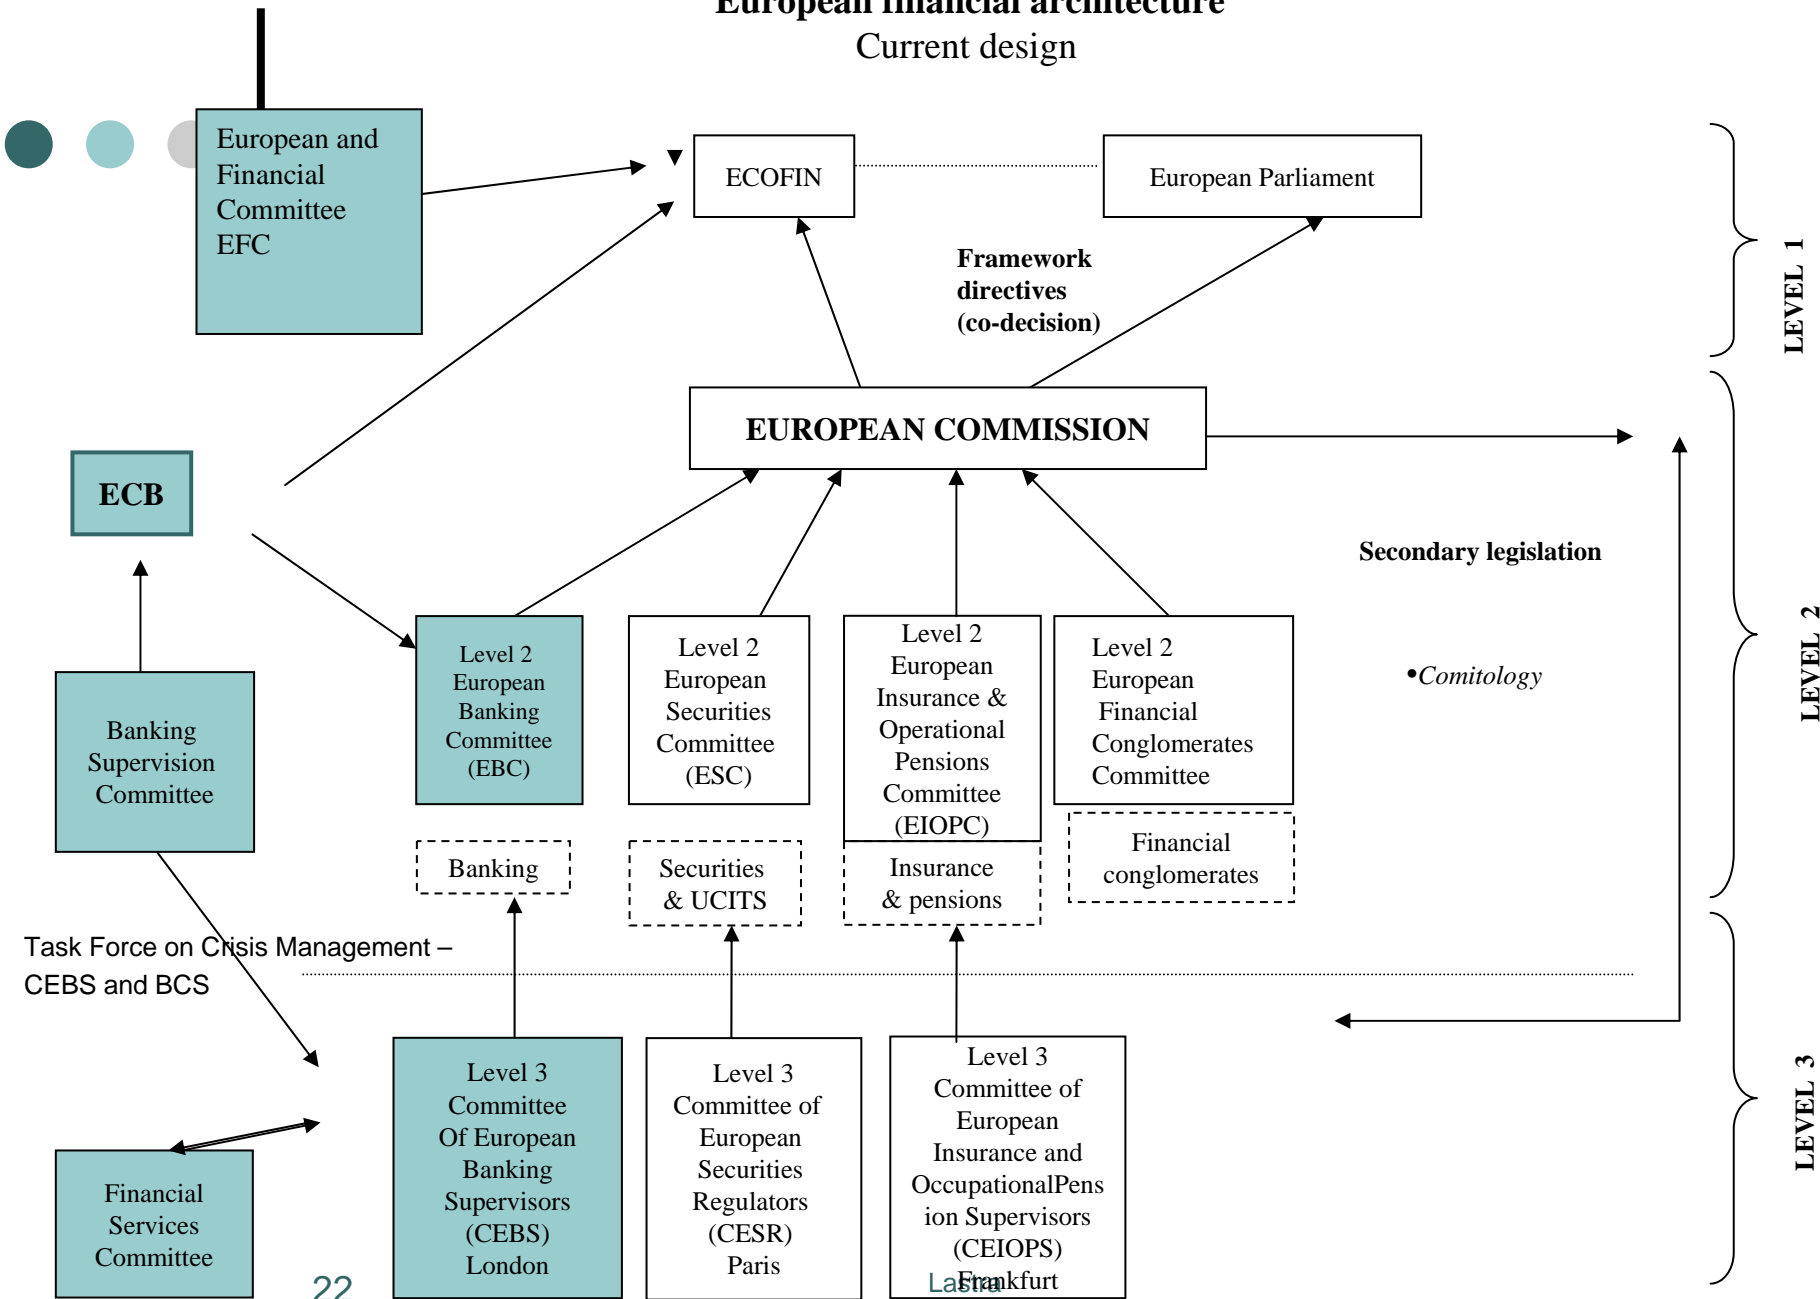 European financial architecture
Current design
European and
Financial
Committee
EFC
ECOFIN
European Parliament
Framework
directives
(co-decision)
LEVEL 1
EUROPEAN COMMISSION
ECB
Secondary legislation
•Comitology
LEVEL 2
Banking
Supervision
Committee
Level 2
European
Banking
Committee
(EBC)
Level 2
European
Securities
Committee
(ESC)
Level 2
European
Insurance &
Operational
Pensions
Committee
(EIOPC)
Level 2
European
Financial
Conglomerates
Committee
Banking
Securities
& UCITS
Insurance
& pensions
Financial
conglomerates
Task Force on Crisis Management –
CEBS and BCS
Level 3
Committee
Of European
Banking
Supervisors
(CEBS)
London
Level 3
Committee of
European
Securities
Regulators
(CESR)
Paris
Level 3
Committee of
European
Insurance and
OccupationalPens
ion Supervisors
(CEIOPS)
Frankfurt
LEVEL 3
Financial
Services
Committee
22
Lastra